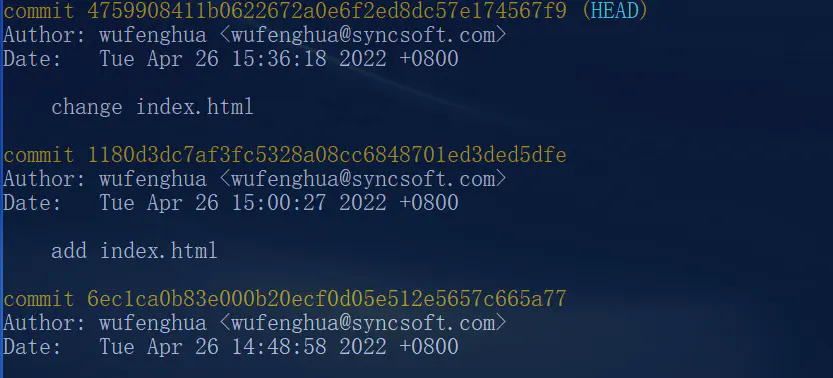 commit 4759908411b0622672a0e6f2ed8dc57e174567f9 (HEAD)
Author: wufenghua <wufenghua@syncsoft.com>
Date:   Tue Apr 26 15:36:18 2022 +0800
    change index.html
commit 1180d3dc7af3fc5328a08cc6848701ed3ded5dfe
Author: wufenghua <wufenghua@syncsoft.com>
Date:   Tue Apr 26 15:00:27 2022 +0800
    add index.html
commit 6ec1ca0b83e000b20ecf0d05e512e5657c665a77
Author: wufenghua <wufenghua@syncsoft.com>
Date:   Tue Apr 26 14:48:58 2022 +0800